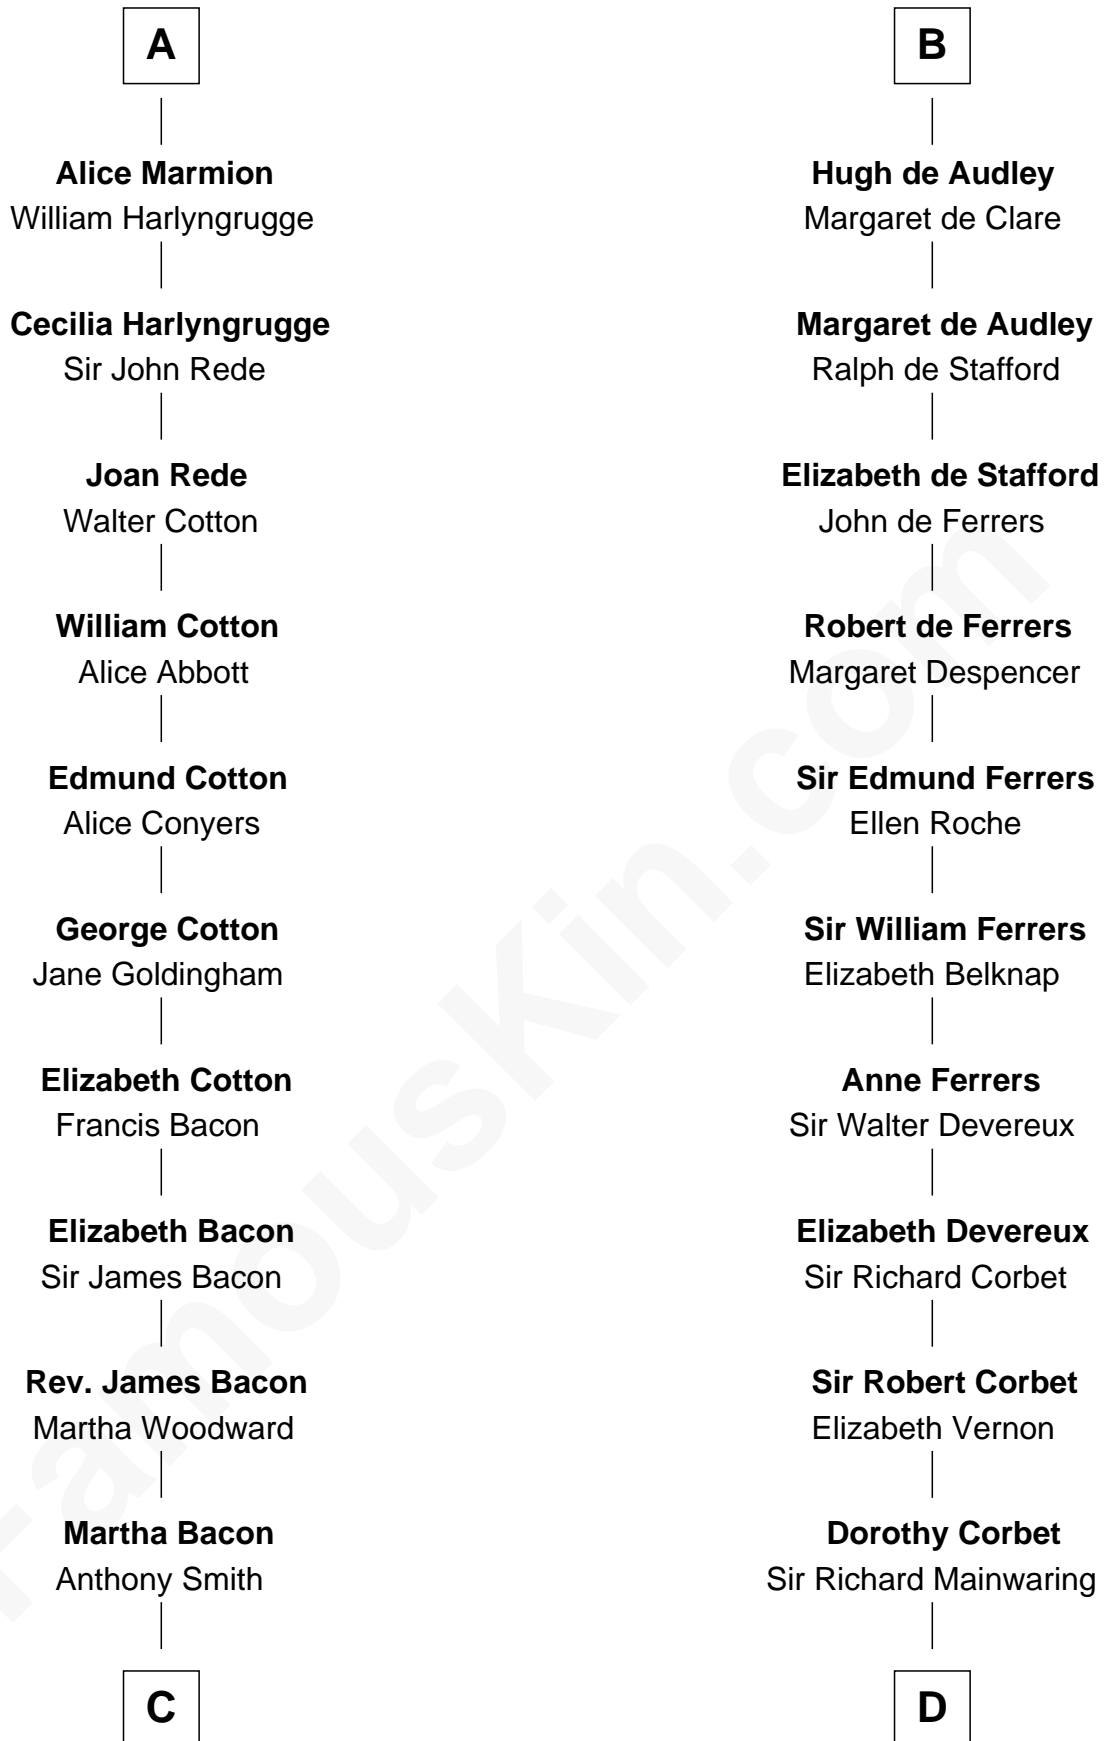 A
Alice Marmion
William Harlyngrugge
Cecilia Harlyngrugge
Sir John Rede
Joan Rede
Walter Cotton
William Cotton
Alice Abbott
Edmund Cotton
Alice Conyers
George Cotton
Jane Goldingham
Elizabeth Cotton
Francis Bacon
Elizabeth Bacon
Sir James Bacon
Rev. James Bacon
Martha Woodward
Martha Bacon
Anthony Smith
C
B
Hugh de Audley
Margaret de Clare
Margaret de Audley
Ralph de Stafford
Elizabeth de Stafford
John de Ferrers
Robert de Ferrers
Margaret Despencer
Sir Edmund Ferrers
Ellen Roche
Sir William Ferrers
Elizabeth Belknap
Anne Ferrers
Sir Walter Devereux
Elizabeth Devereux
Sir Richard Corbet
Sir Robert Corbet
Elizabeth Vernon
Dorothy Corbet
Sir Richard Mainwaring
D
FamousKin.com